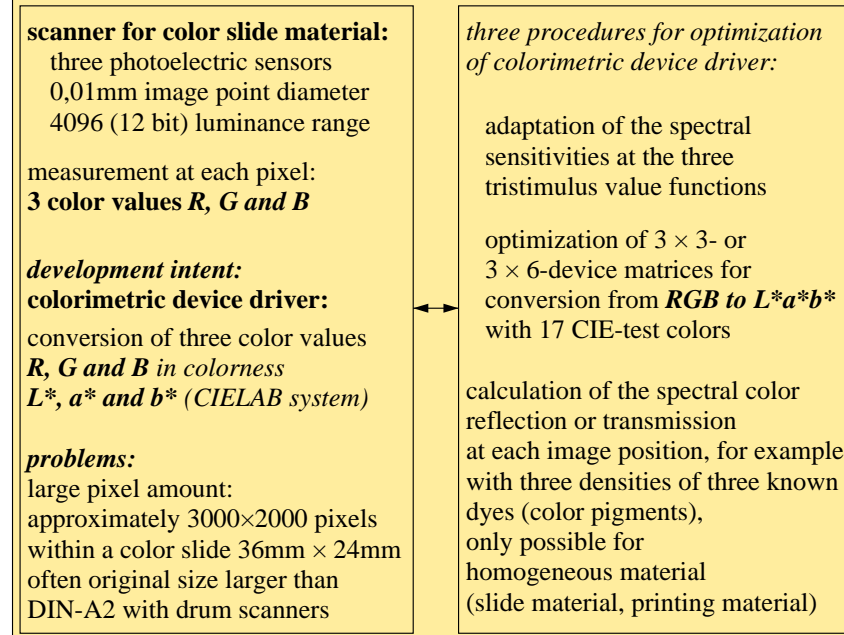 scanner for color slide material:
three photoelectric sensors
0,01mm image point diameter
4096 (12 bit) luminance range
measurement at each pixel:
3 color values R, G and B
development intent:
colorimetric device driver:
conversion of three color values
R, G and B in colorness
L*, a* and b* (CIELAB system)
problems:
large pixel amount:
approximately 3000×2000 pixels
within a color slide 36mm × 24mm
often original size larger than
DIN-A2 with drum scanners
three procedures for optimization
of colorimetric device driver:
adaptation of the spectral
sensitivities at the three
tristimulus value functions
optimization of 3 × 3- or
3 × 6-device matrices for
conversion from RGB to L*a*b*
with 17 CIE-test colors
calculation of the spectral color
reflection or transmission
at each image position, for example
with three densities of three known
dyes (color pigments),
only possible for
homogeneous material
(slide material, printing material)